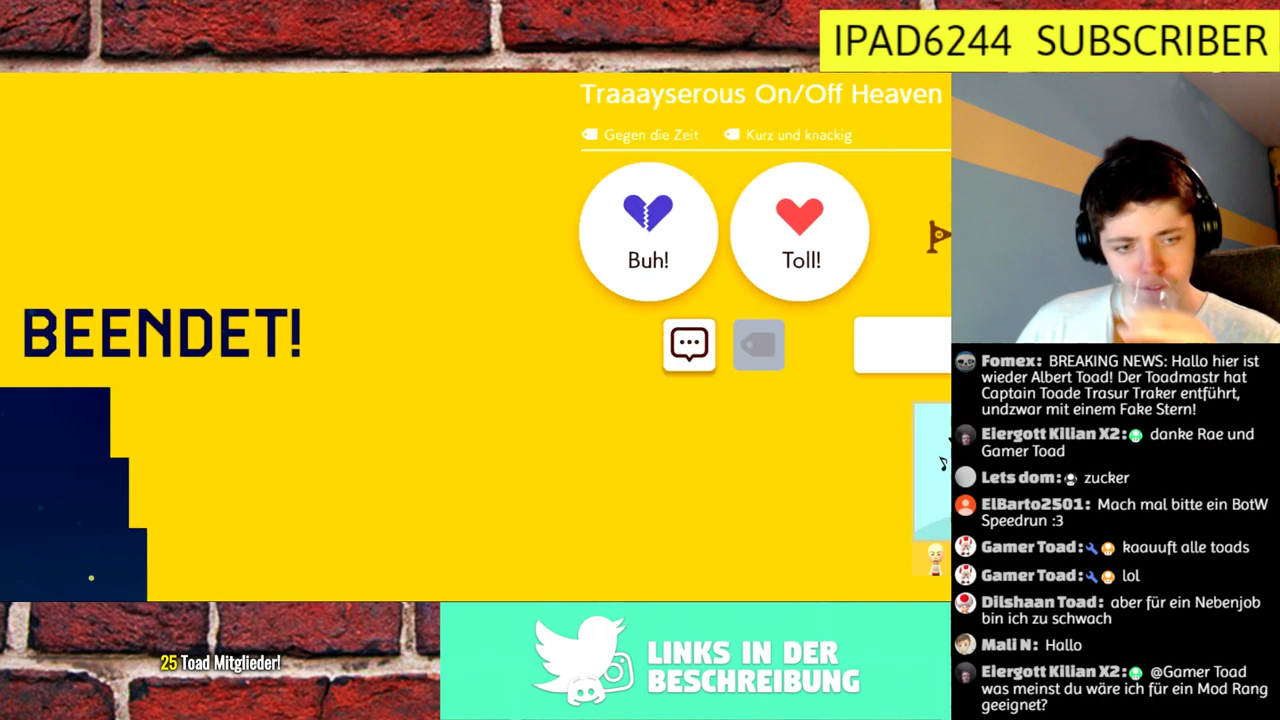 IPAD6244 SUBSCRIBER
Traaayserous On/Off Heaven
Gegen die Zeit Kurz und knackig
Buh! Toll!
BEENDET!
25 Toad Mitglieder!
LINKS IN DER
BESCHREIBUNG
Fomex: BREAKING NEWS: Hallo hier ist
wieder Albert Toad! Der Toadmastr hat
Captain Toade Trasur Traker entführt,
undzwar mit einem Fake Stern!
Eiergott Kilian X2: danke Rae und
Gamer Toad
Lets dom: zucker
ElBarto2501: Mach mal bitte ein BotW
Speedrun :3
Gamer Toad: kaauuft alle toads
Gamer Toad: lol
Dilshaan Toad: aber für ein Nebenjob
bin ich zu schwach
Mali N: Hallo
Eiergott Kilian X2: @Gamer Toad
was meinst du wäre ich für ein Mod Rang
geeignet?